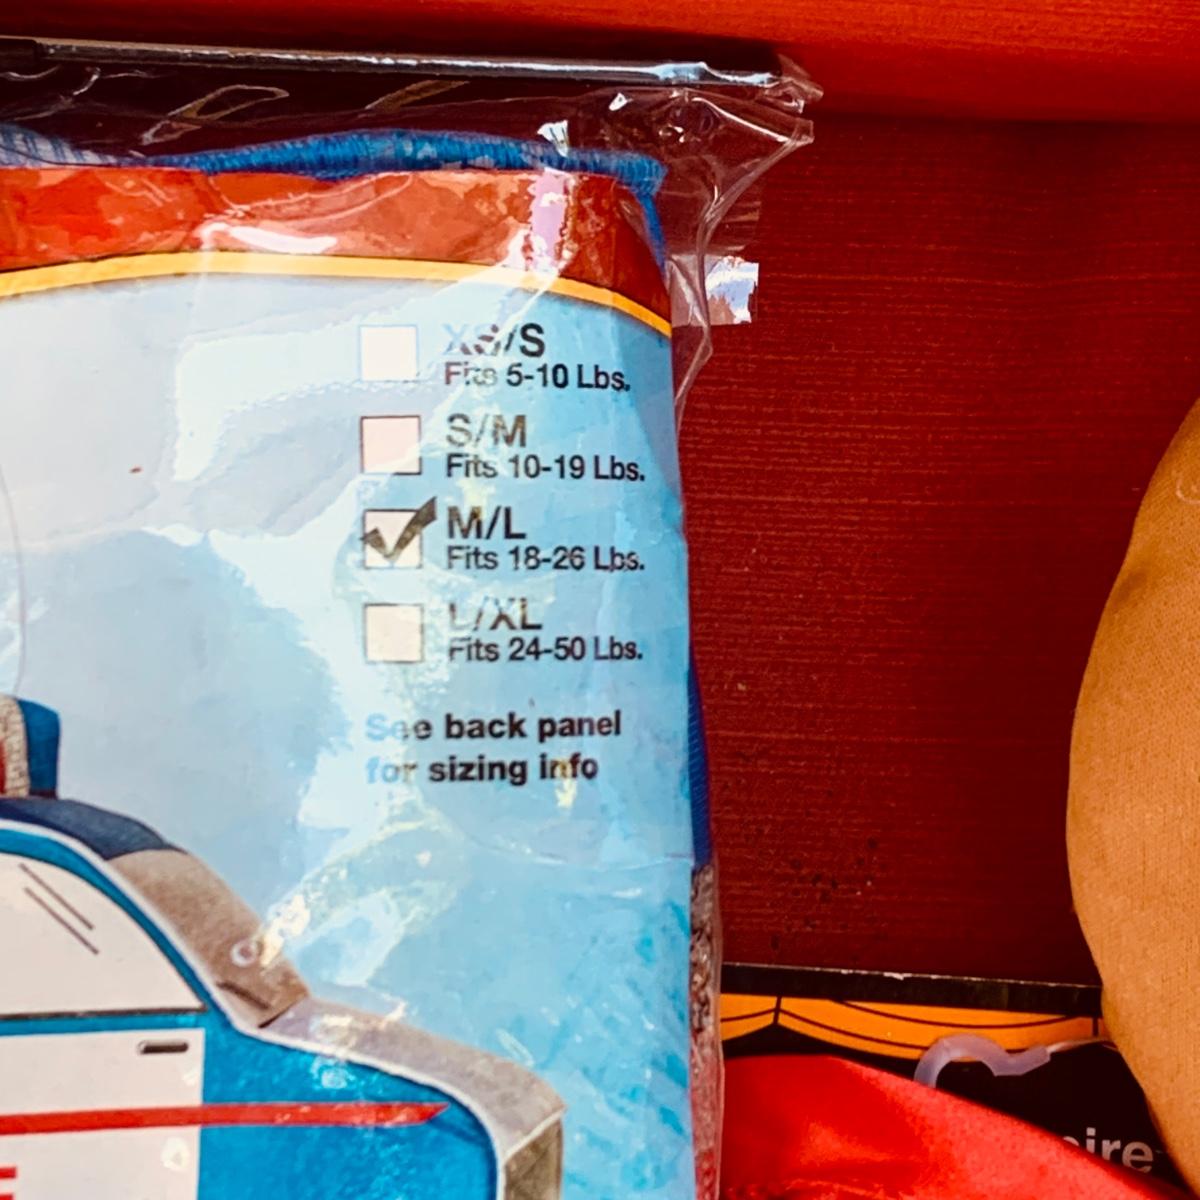 XS/S
Fits 5-10 Lbs.
S/M
Fits 10-19 Lbs.
M/L
Fits 18-26 Lbs.
L/XL
Fits 24-50 Lbs.
See back panel
for sizing info